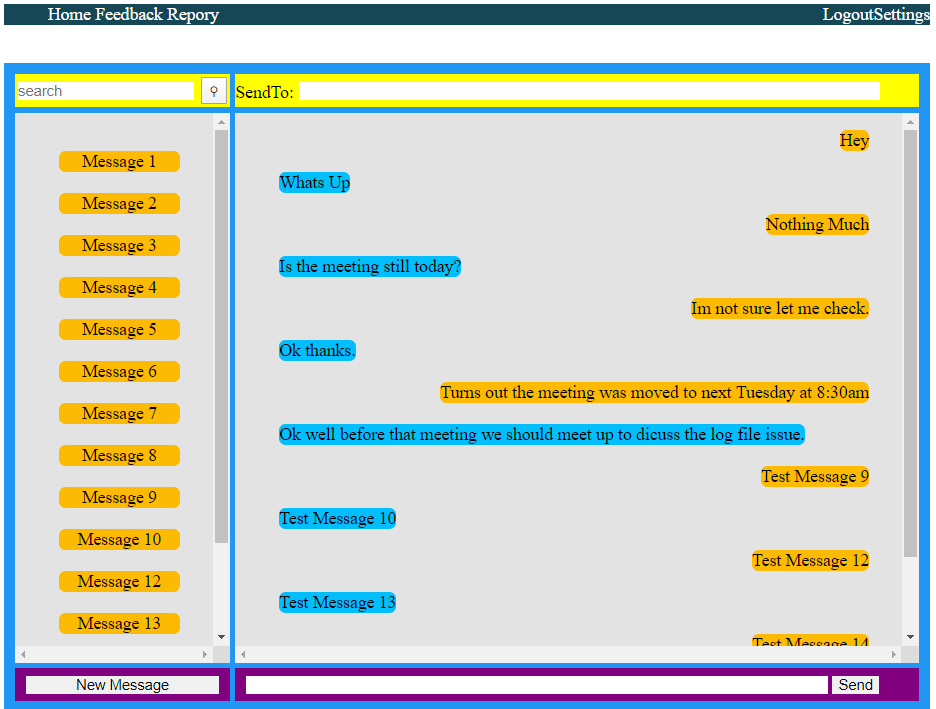 Home Feedback Repory LogoutSettings
search
SendTo:
Message 1
Message 2
Message 3
Message 4
Message 5
Message 6
Message 7
Message 8
Message 9
Message 10
Message 12
Message 13
Hey
Whats Up
Nothing Much
Is the meeting still today?
Im not sure let me check.
Ok thanks.
Turns out the meeting was moved to next Tuesday at 8:30am
Ok well before that meeting we should meet up to dicuss the log file issue.
Test Message 9
Test Message 10
Test Message 12
Test Message 13
Test Message 14
New Message
Send